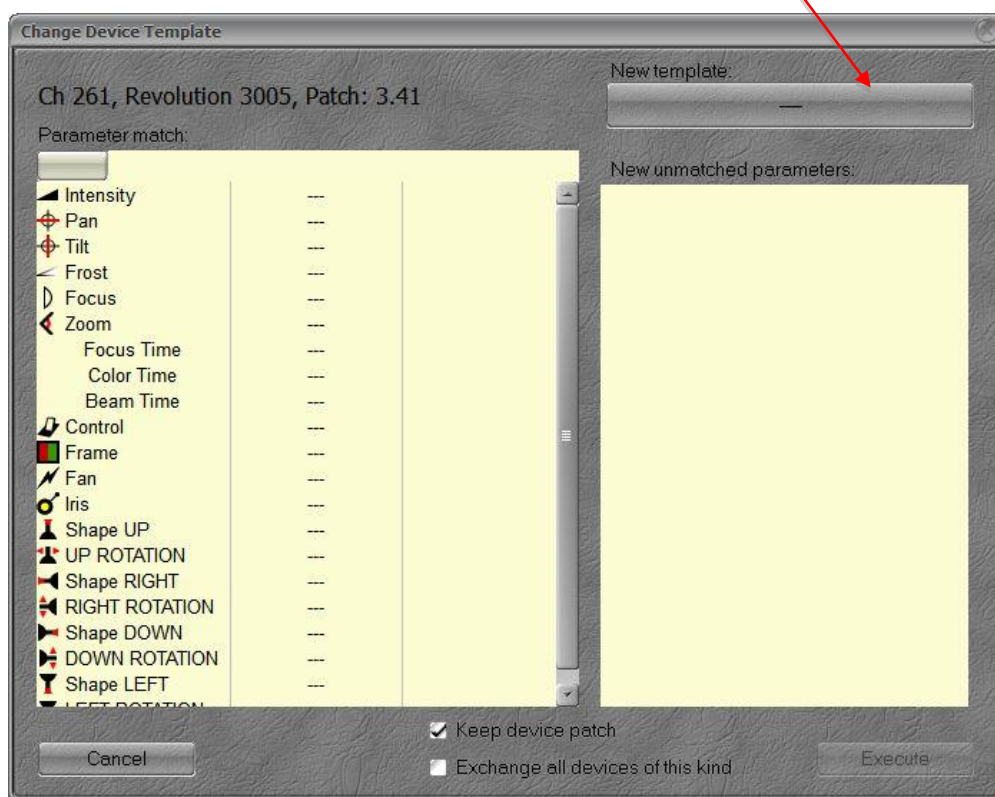 Change Device Template
Ch 261, Revolution 3005, Patch: 3.41
New template:
---
Parameter match:
New unmatched parameters:
Intensity ---
Pan ---
Tilt ---
Frost ---
Focus ---
Zoom ---
Focus Time ---
Color Time ---
Beam Time ---
Control ---
Frame ---
Fan ---
Iris ---
Shape UP ---
UP ROTATION ---
Shape RIGHT ---
RIGHT ROTATION ---
Shape DOWN ---
DOWN ROTATION ---
Shape LEFT ---
LEFT ROTATION
Keep device patch
Exchange all devices of this kind
Cancel
Execute